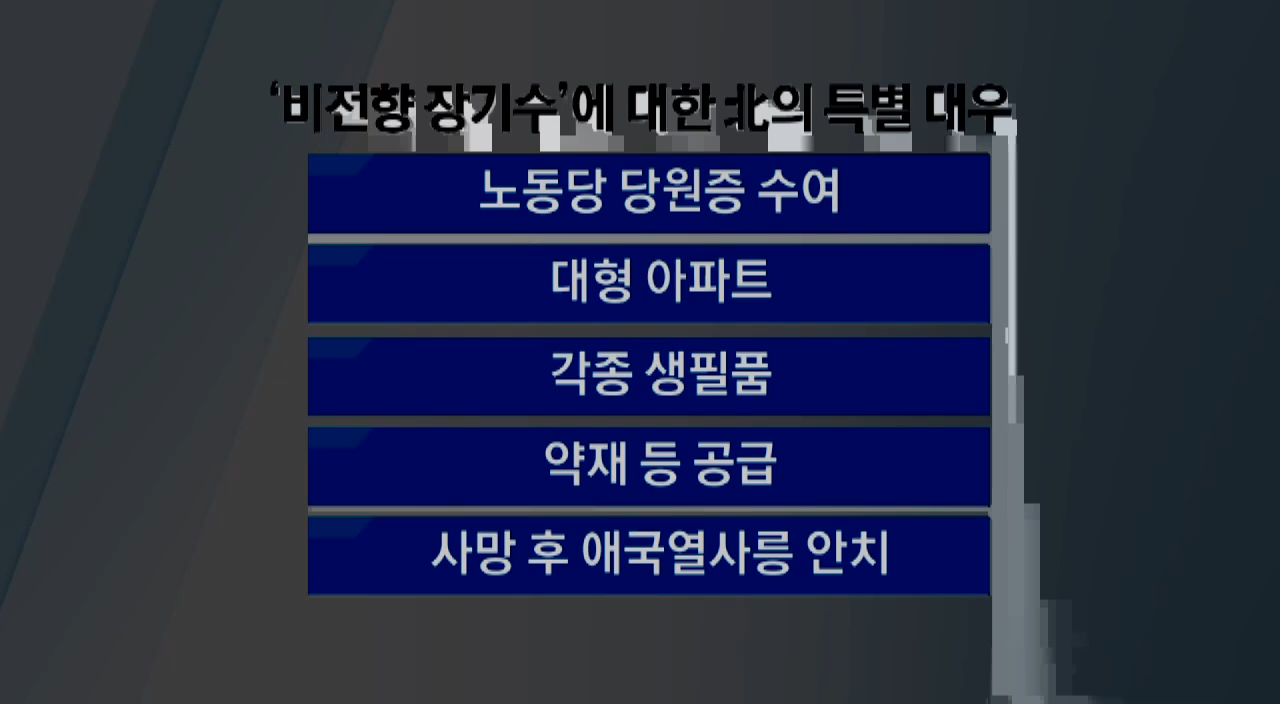 ‘비전향 장기수’에 대한 北의 특별 대우
노동당 당원증 수여
대형 아파트
각종 생필품
약재 등 공급
사망 후 애국열사릉 안치